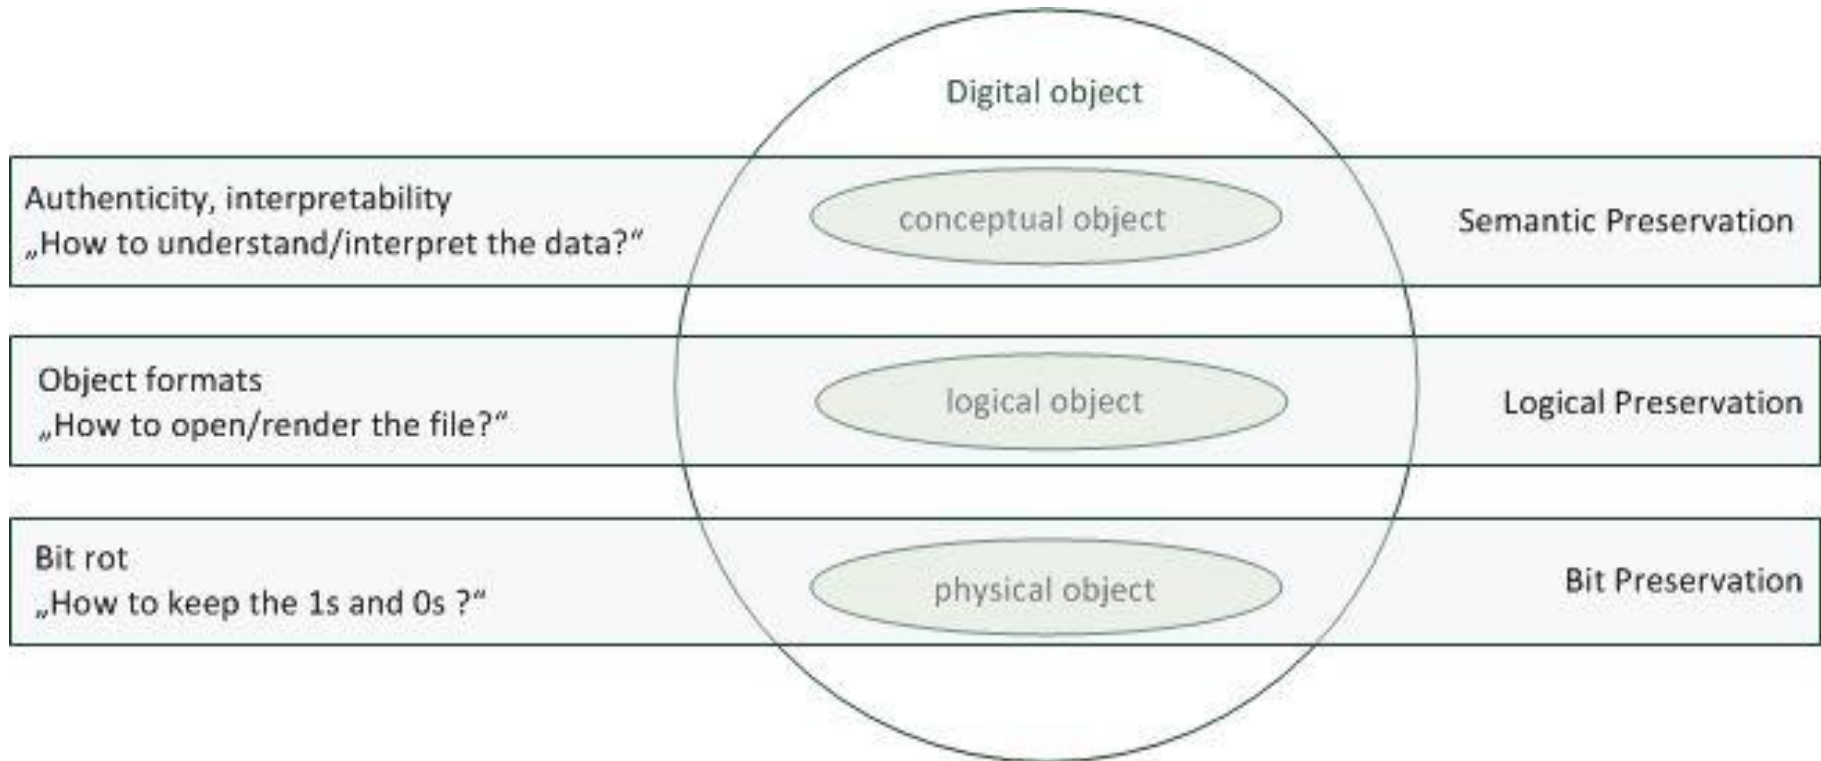 Digital object
Authenticity, interpretability
„How to understand/interpret the data?“
conceptual object
Semantic Preservation
Object formats
„How to open/render the file?“
logical object
Logical Preservation
Bit rot
„How to keep the 1s and 0s ?“
physical object
Bit Preservation